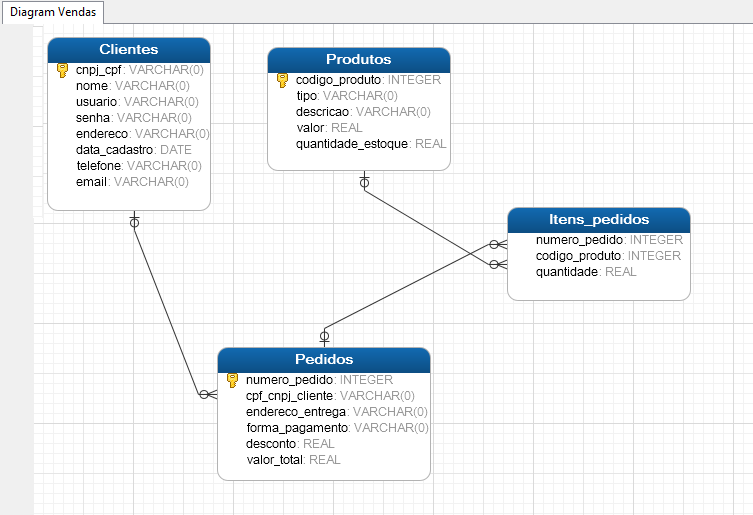 Diagram Vendas
Clientes
cnpj_cpf: VARCHAR(0)
nome: VARCHAR(0)
usuario: VARCHAR(0)
senha: VARCHAR(0)
endereco: VARCHAR(0)
data_cadastro: DATE
telefone: VARCHAR(0)
email: VARCHAR(0)
Produtos
codigo_produto: INTEGER
tipo: VARCHAR(0)
descricao: VARCHAR(0)
valor: REAL
quantidade_estoque: REAL
Itens_pedidos
numero_pedido: INTEGER
codigo_produto: INTEGER
quantidade: REAL
Pedidos
numero_pedido: INTEGER
cpf_cnpj_cliente: VARCHAR(0)
endereco_entrega: VARCHAR(0)
forma_pagamento: VARCHAR(0)
desconto: REAL
valor_total: REAL